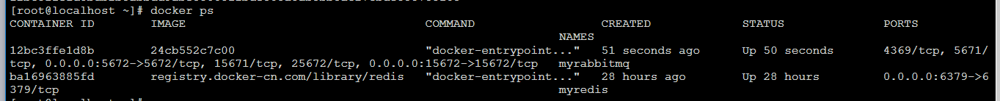 [root@localhost ~]# docker ps
CONTAINER ID IMAGE COMMAND CREATED STATUS PORTS
NAMES
12bc3ffe1d8b 24cb552c7c00 "docker-entrypoint..." 51 seconds ago Up 50 seconds 4369/tcp, 5671/
tcp, 0.0.0.0:5672->5672/tcp, 15671/tcp, 25672/tcp, 0.0.0.0:15672->15672/tcp myrabbitmq
ba16963885fd registry.docker-cn.com/library/redis "docker-entrypoint..." 28 hours ago Up 28 hours 0.0.0.0:6379->6
379/tcp myredis